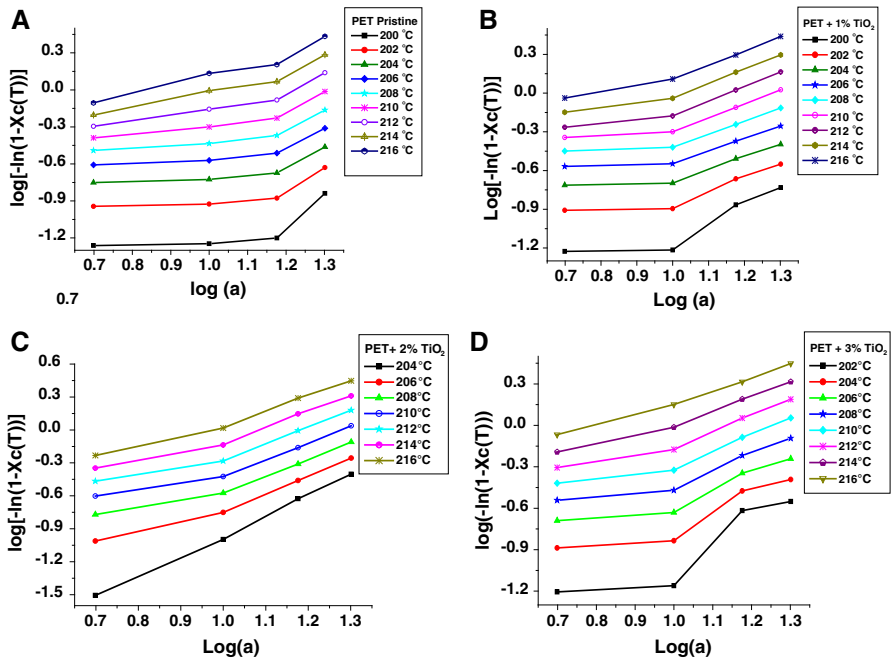 A
PET Pristine
200 °C
202 °C
204 °C
206 °C
208 °C
210 °C
212 °C
214 °C
216 °C
0.3
0.0
-0.3
-0.6
-0.9
-1.2
log[-ln(1-Xc(T))]
0.7 0.8 0.9 1.0 1.1 1.2 1.3
log (a)
0.7
B
PET + 1% TiO2
200 °C
202 °C
204 °C
206 °C
208 °C
210 °C
212 °C
214 °C
216 °C
0.6
0.3
0.0
-0.3
-0.6
-0.9
-1.2
Log[-ln(1-Xc(T))]
0.7 0.8 0.9 1.0 1.1 1.2 1.3
Log (a)
C
PET+ 2% TiO2
204°C
206°C
208°C
210°C
212°C
214°C
216°C
0.6
0.3
0.0
-0.3
-0.6
-0.9
-1.2
-1.5
log[-ln(1-Xc(T))]
0.7 0.8 0.9 1.0 1.1 1.2 1.3
Log(a)
D
PET + 3% TiO2
202°C
204°C
206°C
208°C
210°C
212°C
214°C
216°C
0.3
0.0
-0.3
-0.6
-0.9
-1.2
log(-ln(1-Xc(T)))
0.7 0.8 0.9 1.0 1.1 1.2 1.3
Log(a)